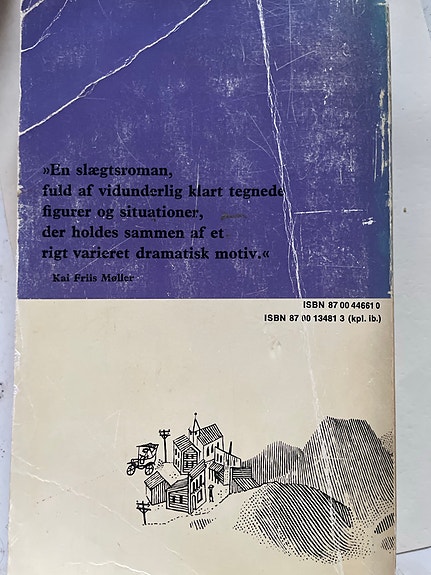 »En slægtsroman,
fuld af vidunderlig klart tegnede
figurer og situationer,
der holdes sammen af et
rigt varieret dramatisk motiv.«
Kai Friis Møller
ISBN 87 00 44661 0
ISBN 87 00 13481 3 (kpl. ib.)